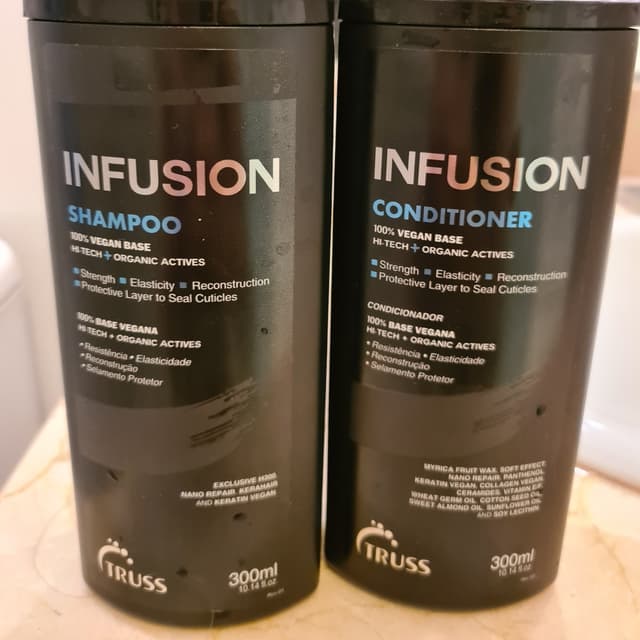 INFUSION
SHAMPOO
100% VEGAN BASE
HI-TECH + ORGANIC ACTIVES
Strength Elasticity Reconstruction
Protective Layer to Seal Cuticles
100% BASE VEGANA
HI-TECH + ORGANIC ACTIVES
• Resistência • Elasticidade
• Reconstrução
• Selamento Protetor
EXCLUSIVE H200,
NANO REPAIR, KERAHAIR
AND KERATIN VEGAN.
TRUSS
300ml
10.14 fl oz.
INFUSION
CONDITIONER
100% VEGAN BASE
HI-TECH + ORGANIC ACTIVES
Strength Elasticity Reconstruction
Protective Layer to Seal Cuticles
CONDICIONADOR
100% BASE VEGANA
HI-TECH + ORGANIC ACTIVES
• Resistência • Elasticidade
• Reconstrução
• Selamento Protetor
MYRICA FRUIT WAX, SOFT EFFECT,
NANO REPAIR, PANTHENOL,
KERATIN VEGAN, COLLAGEN VEGAN,
CERAMIDES, VITAMIN E/F,
WHEAT GERM OIL, COTTON SEED OIL,
SWEET ALMOND OIL, SUNFLOWER OIL
AND SOY LECITHIN.
TRUSS
300ml
10.14 fl oz.